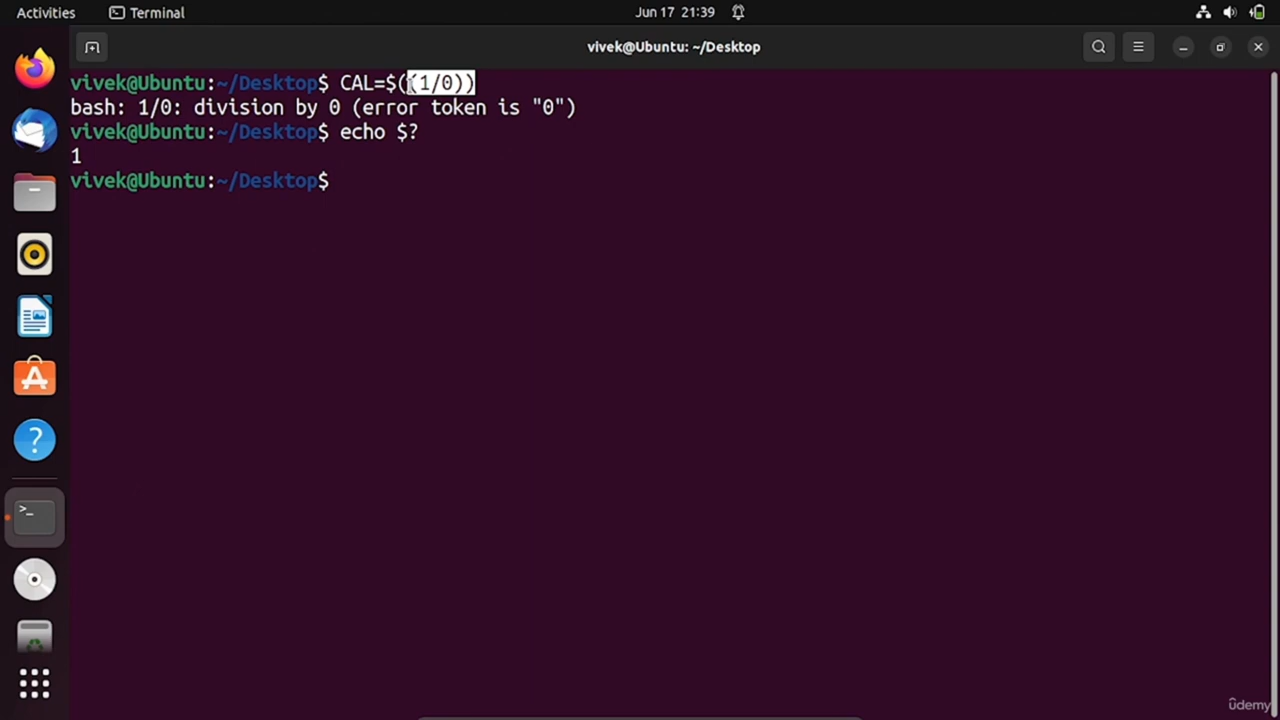 Activities
Terminal
Jun 17 21:39
vivek@Ubuntu: ~/Desktop
vivek@Ubuntu:~/Desktop$ CAL=$((1/0))
bash: 1/0: division by 0 (error token is "0")
vivek@Ubuntu:~/Desktop$ echo $?
1
vivek@Ubuntu:~/Desktop$
>_
?
A
ûdemy